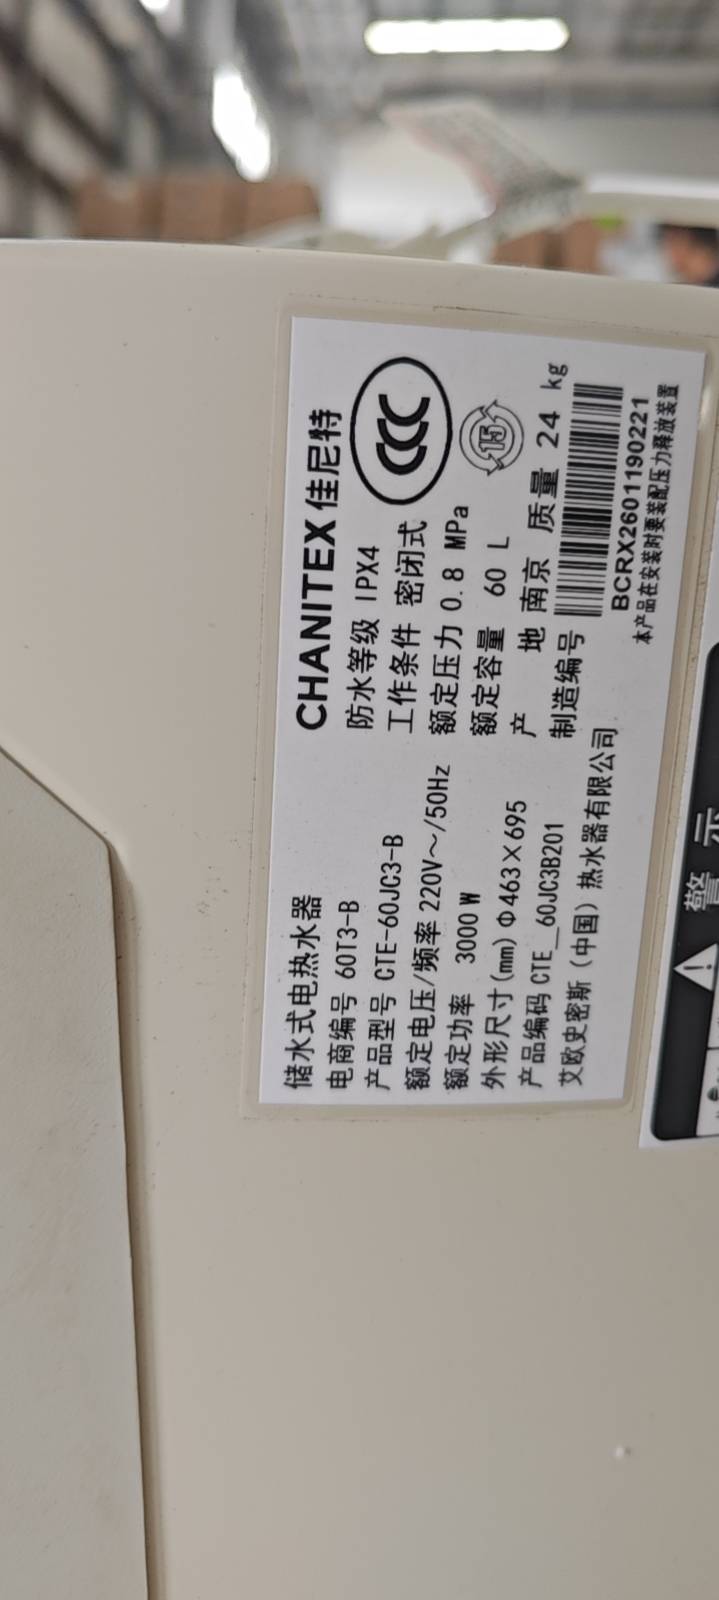 储水式电热水器
CHANITEX 佳尼特
电商编号 60T3-B
防水等级 IPX4
产品型号 CTE-60JC3-B
工作条件 密闭式
额定电压/频率 220V～/50Hz
额定压力 0.8 MPa
额定功率 3000 W
额定容量 60 L
外形尺寸(mm) Φ463×695
产 地 南京 质量 24 kg
产品编码 CTE_60JC3B201
制造编号
BCRX2601190221
艾欧史密斯（中国）热水器有限公司
本产品在安装时要装配压力释放装置
CCC
15
警 示